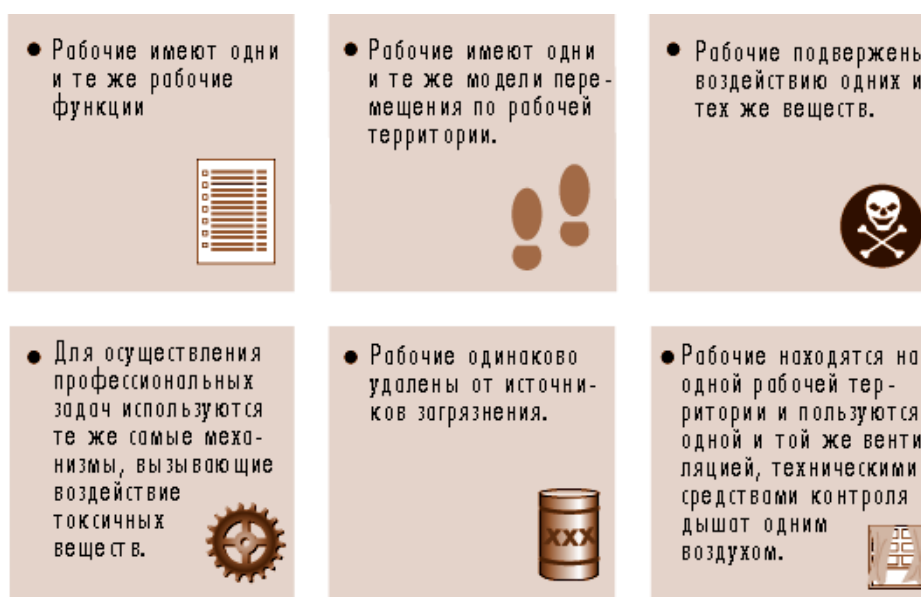 ● Рабочие имеют одни
и те же рабочие
функции
● Рабочие имеют одни
и те же модели пере-
мещения по рабочей
территории.
● Рабочие подвержены
воздействию одних и
тех же веществ.
● Для осуществления
профессиональных
задач используются
те же самые меха-
низмы, вызывающие
воздействие
токсичных
веществ.
● Рабочие одинаково
удалены от источни-
ков загрязнения.
XXX
● Рабочие находятся на
одной рабочей тер-
ритории и пользуются
одной и той же венти
ляцией, техническими
средствами контроля
дышат одним
воздухом.